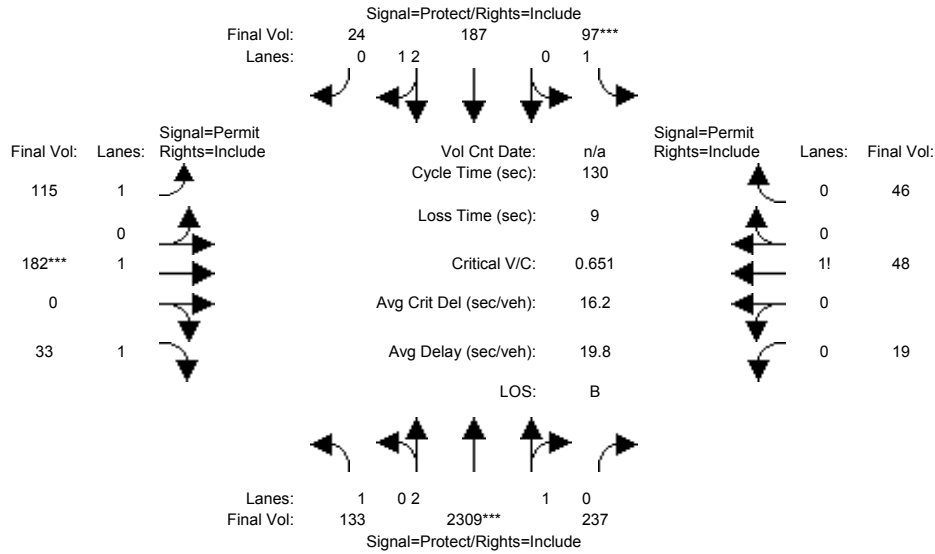 Signal=Protect/Rights=Include
Final Vol: 24 187 97***
Lanes: 0 1 2 0 1
Signal=Permit Signal=Permit
Final Vol: Lanes: Rights=Include Vol Cnt Date: n/a Rights=Include Lanes: Final Vol:
Cycle Time (sec): 130
115 1 0 46
Loss Time (sec): 9
0 0
182*** 1 Critical V/C: 0.651 1! 48
0 1 Avg Crit Del (sec/veh): 16.2 0
33 1 Avg Delay (sec/veh): 19.8 0 19
LOS: B
Lanes: 1 0 2 1 0
Final Vol: 133 2309*** 237
Signal=Protect/Rights=Include